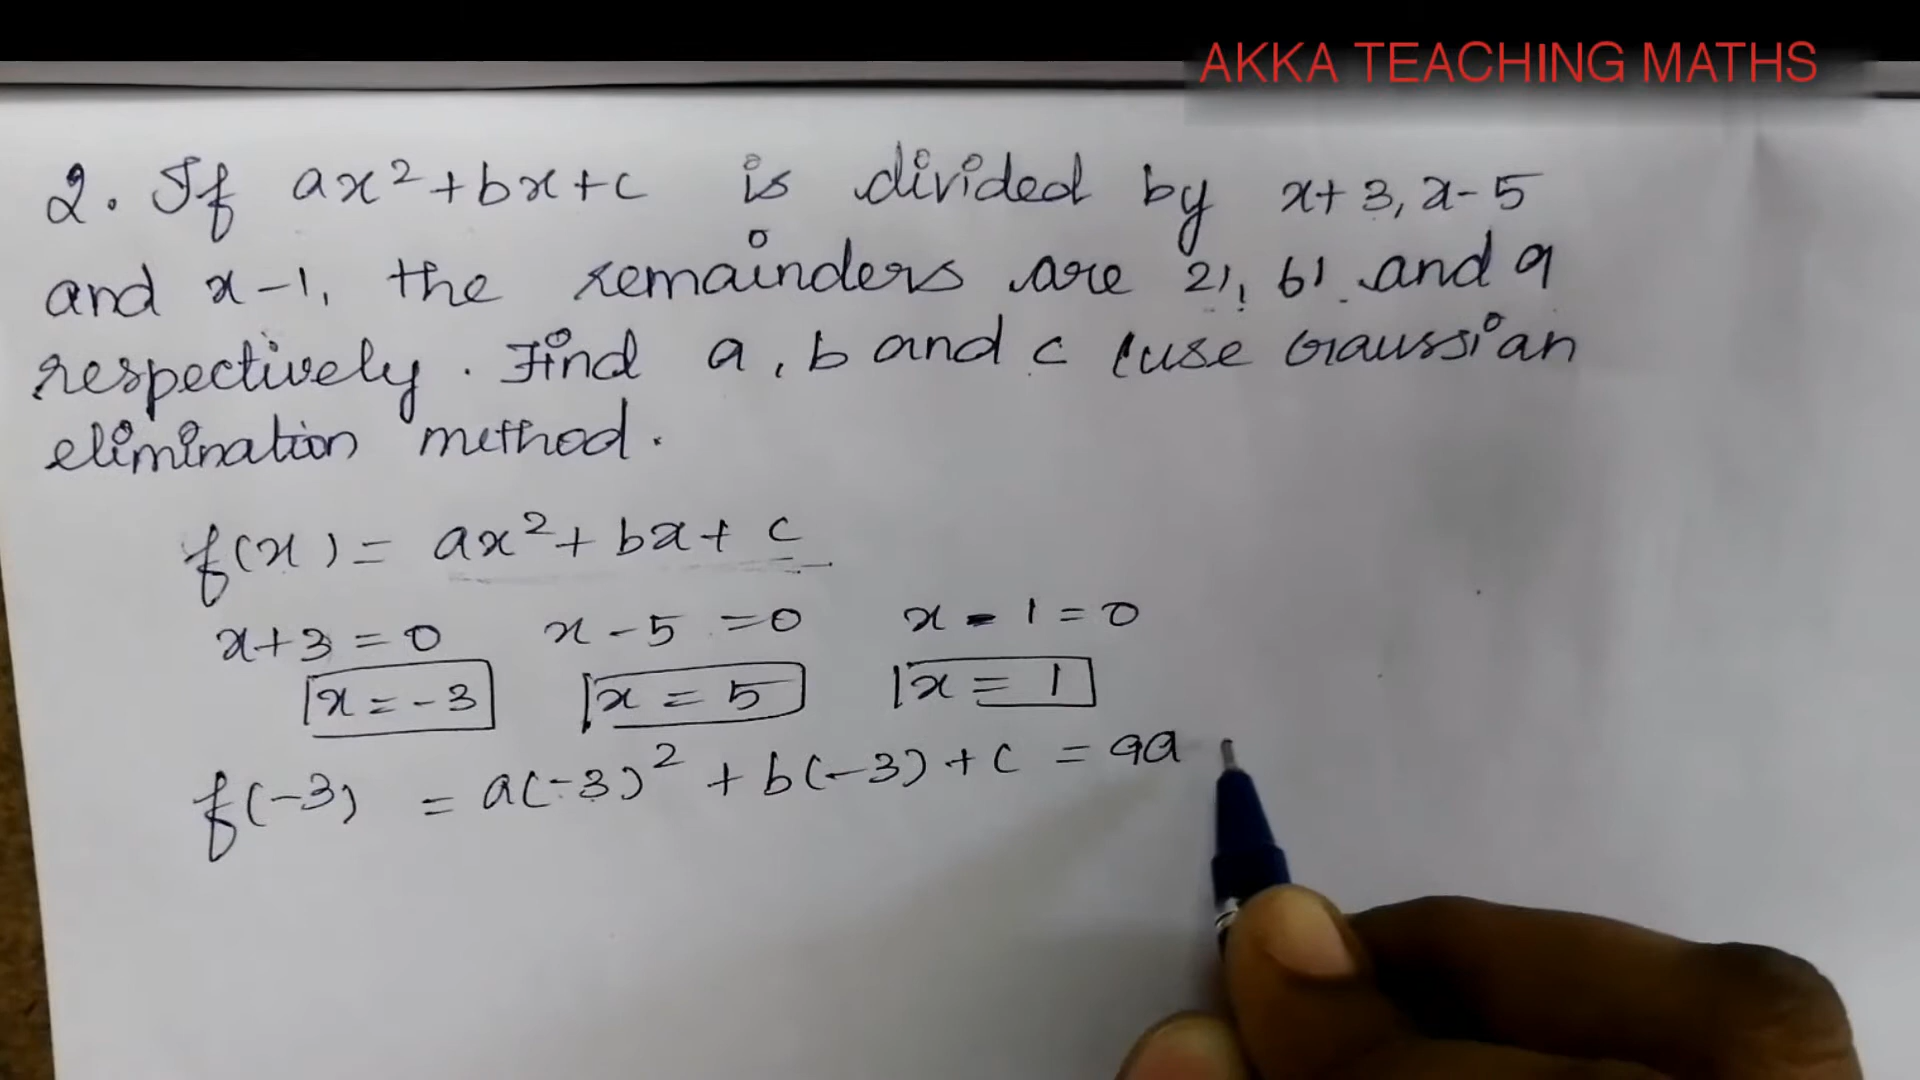 AKKA TEACHING MATHS
2. If ax²+bx+c is divided by x+3, x-5
and x-1, the remainders are 21, 61 and 9
respectively. Find a, b and c (use Gaussian
elimination method.
f(x) = ax²+bx+c
x+3=0 x-5=0 x-1=0
x=-3 x=5 x=1
f(-3) = a(-3)²+b(-3)+c = 9a